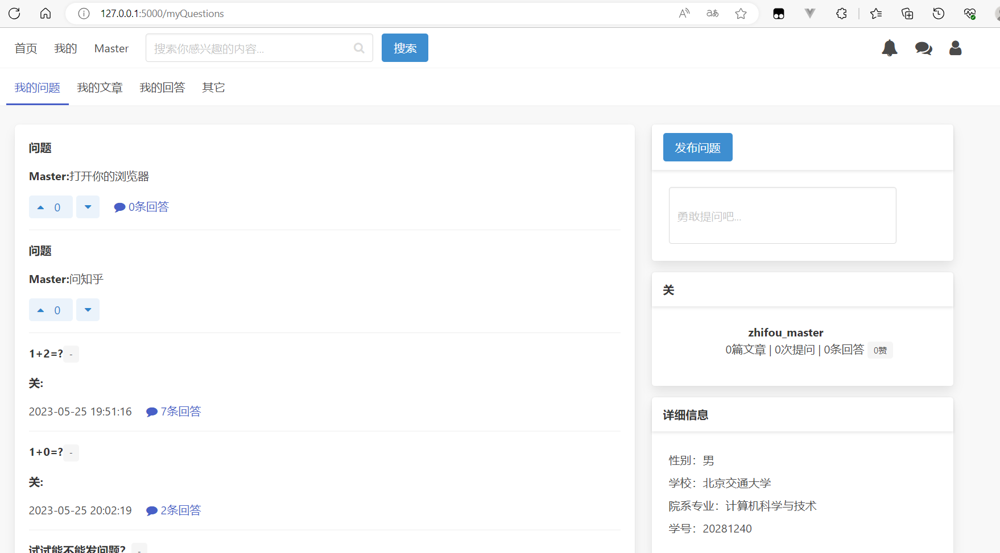 127.0.0.1:5000/myQuestions
首页 我的 Master 搜索你感兴趣的内容... 搜索
我的问题 我的文章 我的回答 其它
问题
Master:打开你的浏览器
0 0条回答
问题
Master:问知乎
0
1+2=? -
关:
2023-05-25 19:51:16 7条回答
1+0=? -
关:
2023-05-25 20:02:19 2条回答
试试能不能发问题? -
发布问题
勇敢提问吧...
关
zhifou_master
0篇文章 | 0次提问 | 0条回答 0赞
详细信息
性别：男
学校：北京交通大学
院系专业：计算机科学与技术
学号：20281240